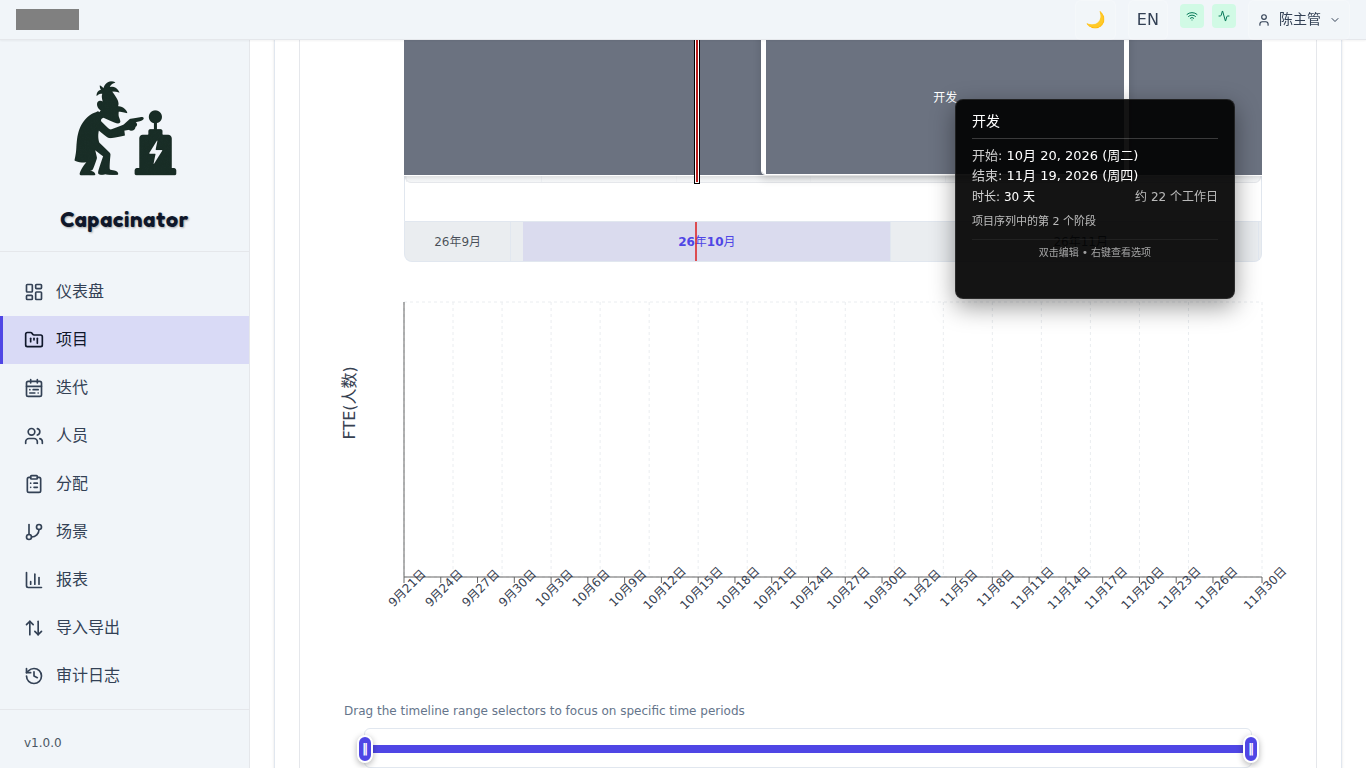 EN
陈主管
Capacinator
仪表盘
项目
迭代
人员
分配
场景
报表
导入导出
审计日志
v1.0.0
开发
开发
开始: 10月 20, 2026 (周二)
结束: 11月 19, 2026 (周四)
时长: 30 天
约 22 个工作日
项目序列中的第 2 个阶段
双击编辑 • 右键查看选项
26年9月
26年10月
26年11月
FTE(人数)
9月21日
9月24日
9月27日
9月30日
10月3日
10月6日
10月9日
10月12日
10月15日
10月18日
10月21日
10月24日
10月27日
10月30日
11月2日
11月5日
11月8日
11月11日
11月14日
11月17日
11月20日
11月23日
11月26日
11月30日
Drag the timeline range selectors to focus on specific time periods